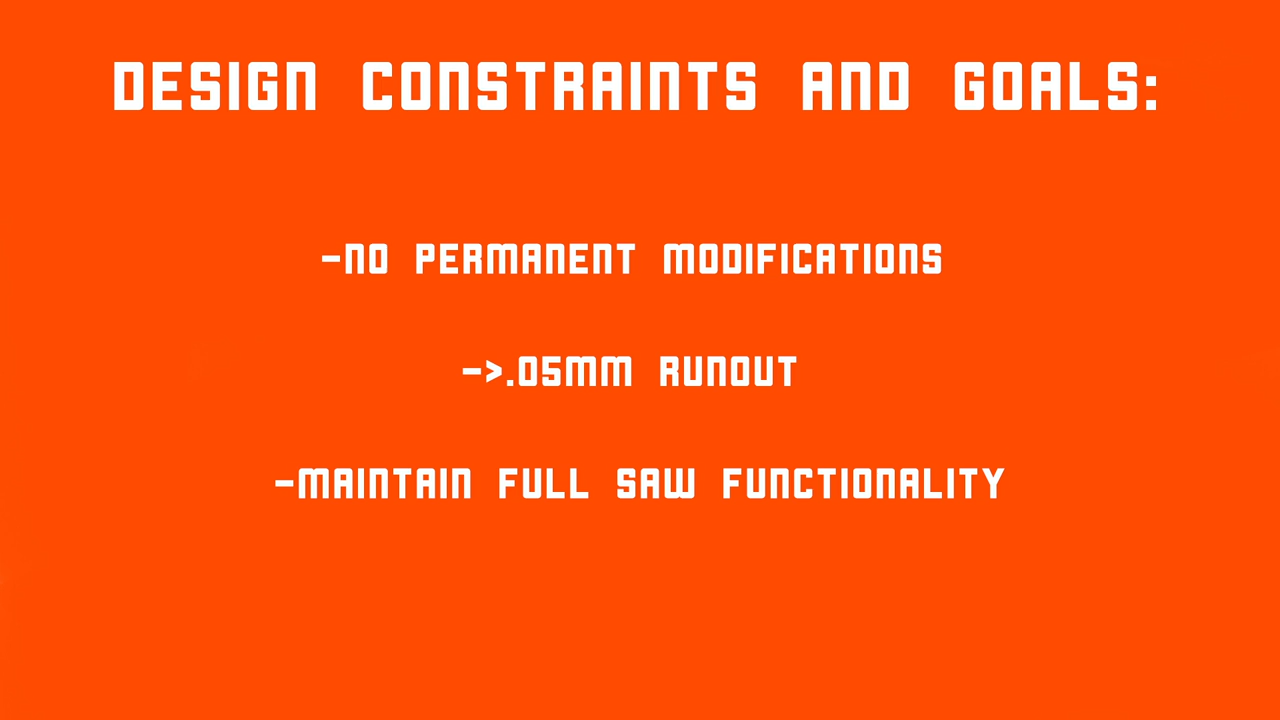 DESIGN CONSTRAINTS AND GOALS:
-NO PERMANENT MODIFICATIONS
->.05MM RUNOUT
-MAINTAIN FULL SAW FUNCTIONALITY